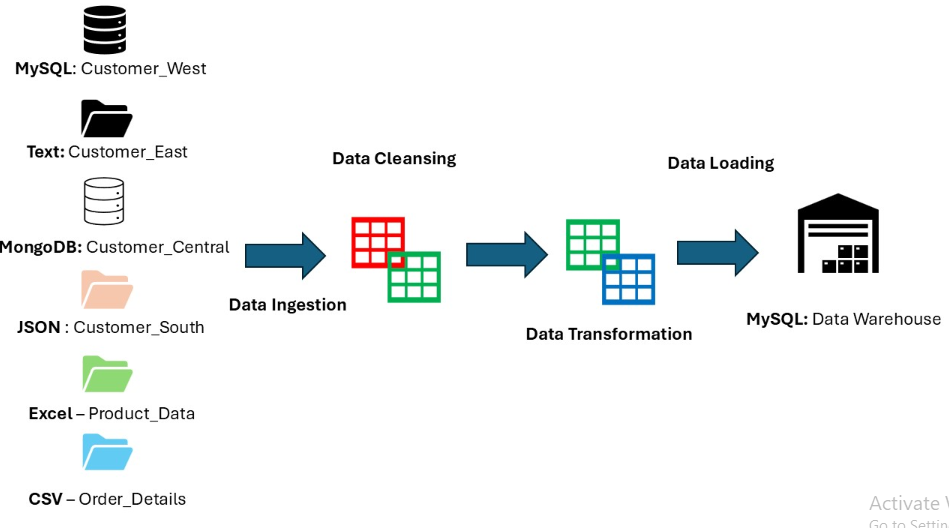 MySQL: Customer_West
Text: Customer_East
MongoDB: Customer_Central
JSON : Customer_South
Excel – Product_Data
CSV – Order_Details
Data Ingestion
Data Cleansing
Data Transformation
Data Loading
MySQL: Data Warehouse
Activate
Go to